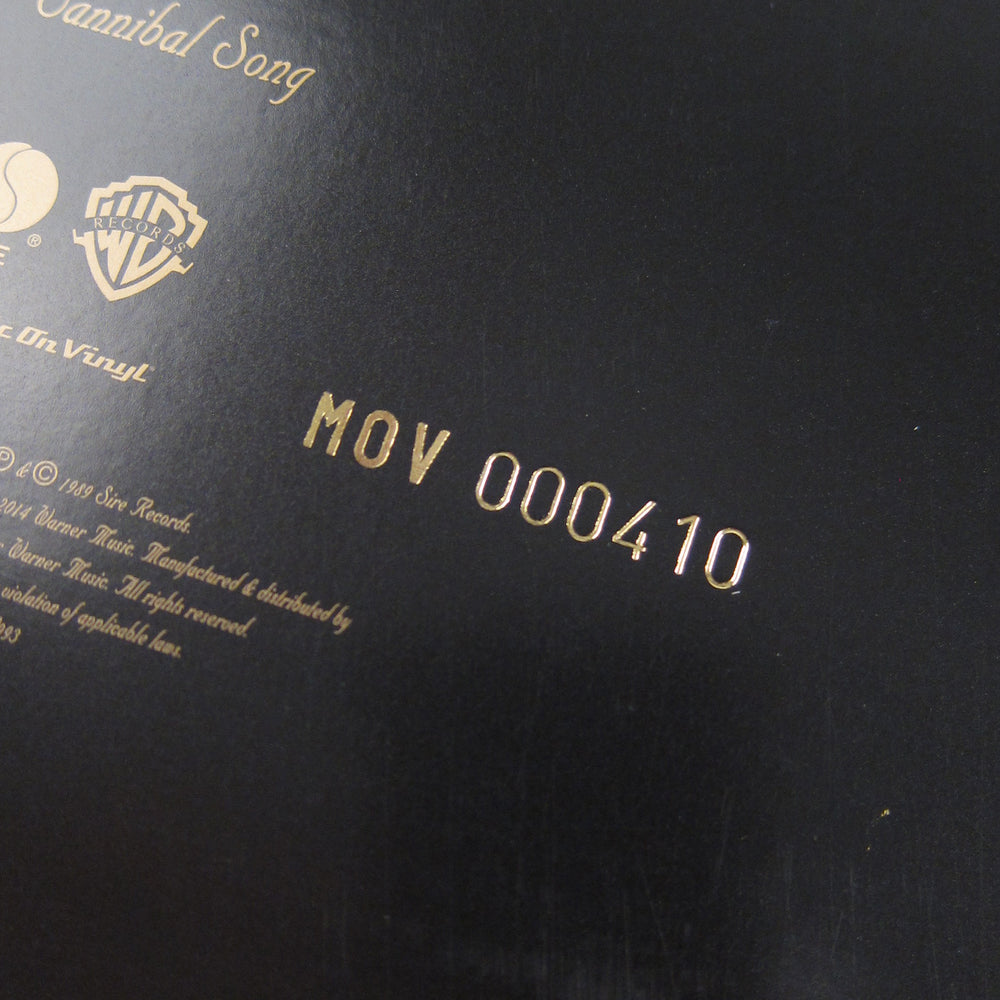 Cannibal Song
®
WB
RECORDS
On Vinyl
MOV 000410
℗ & © 1989 Sire Records.
2014 Warner Music. Manufactured & distributed by
Warner Music. All rights reserved.
violation of applicable laws.